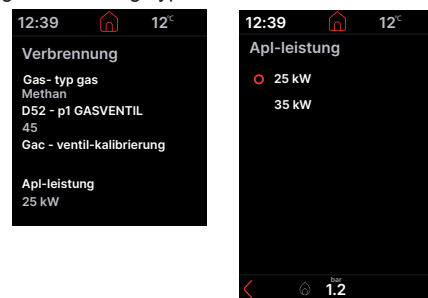 12:39 12°C
Verbrennung
Gas- typ gas
Methan
D52 - p1 GASVENTIL
45
Gac - ventil-kalibrierung
Apl-leistung
25 kW
12:39 12°C
Apl-leistung
25 kW
35 kW
bar
1.2